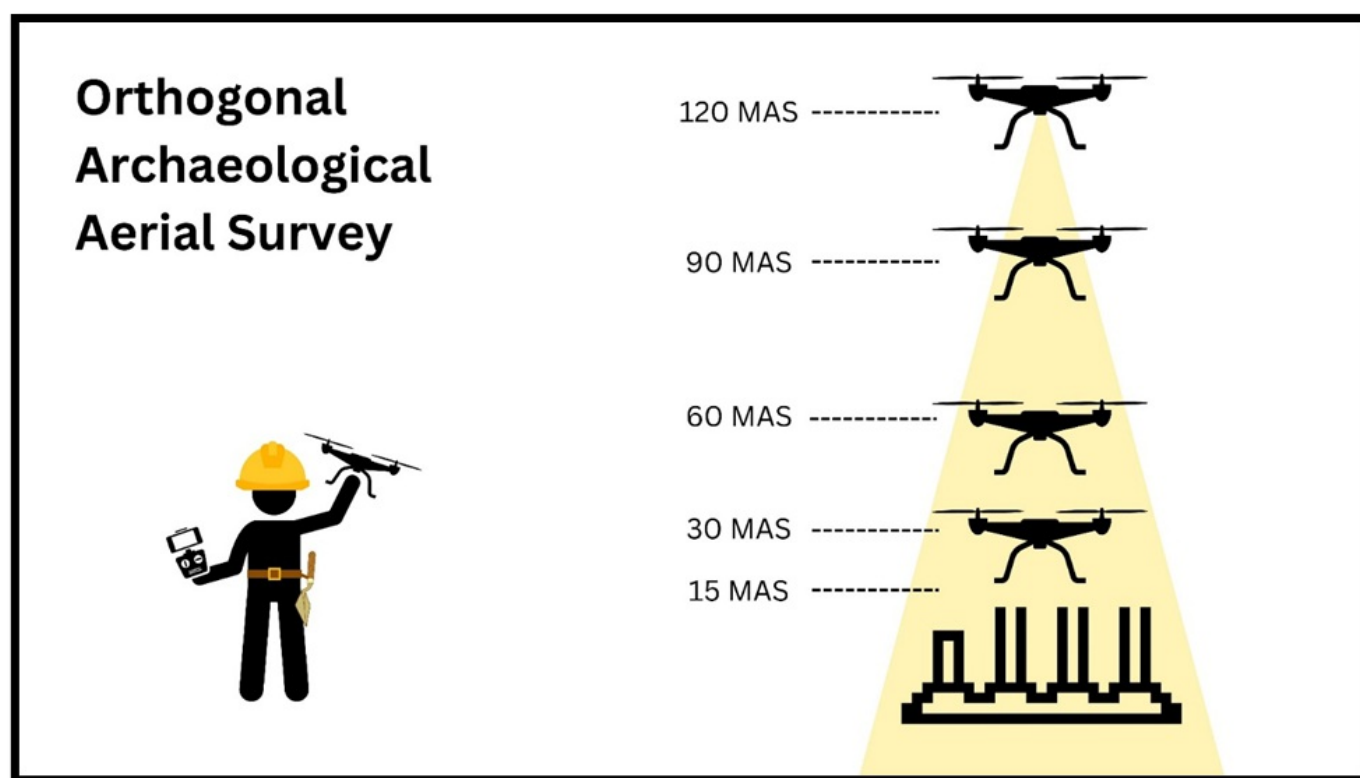 Orthogonal
Archaeological
Aerial Survey
120 MAS
90 MAS
60 MAS
30 MAS
15 MAS